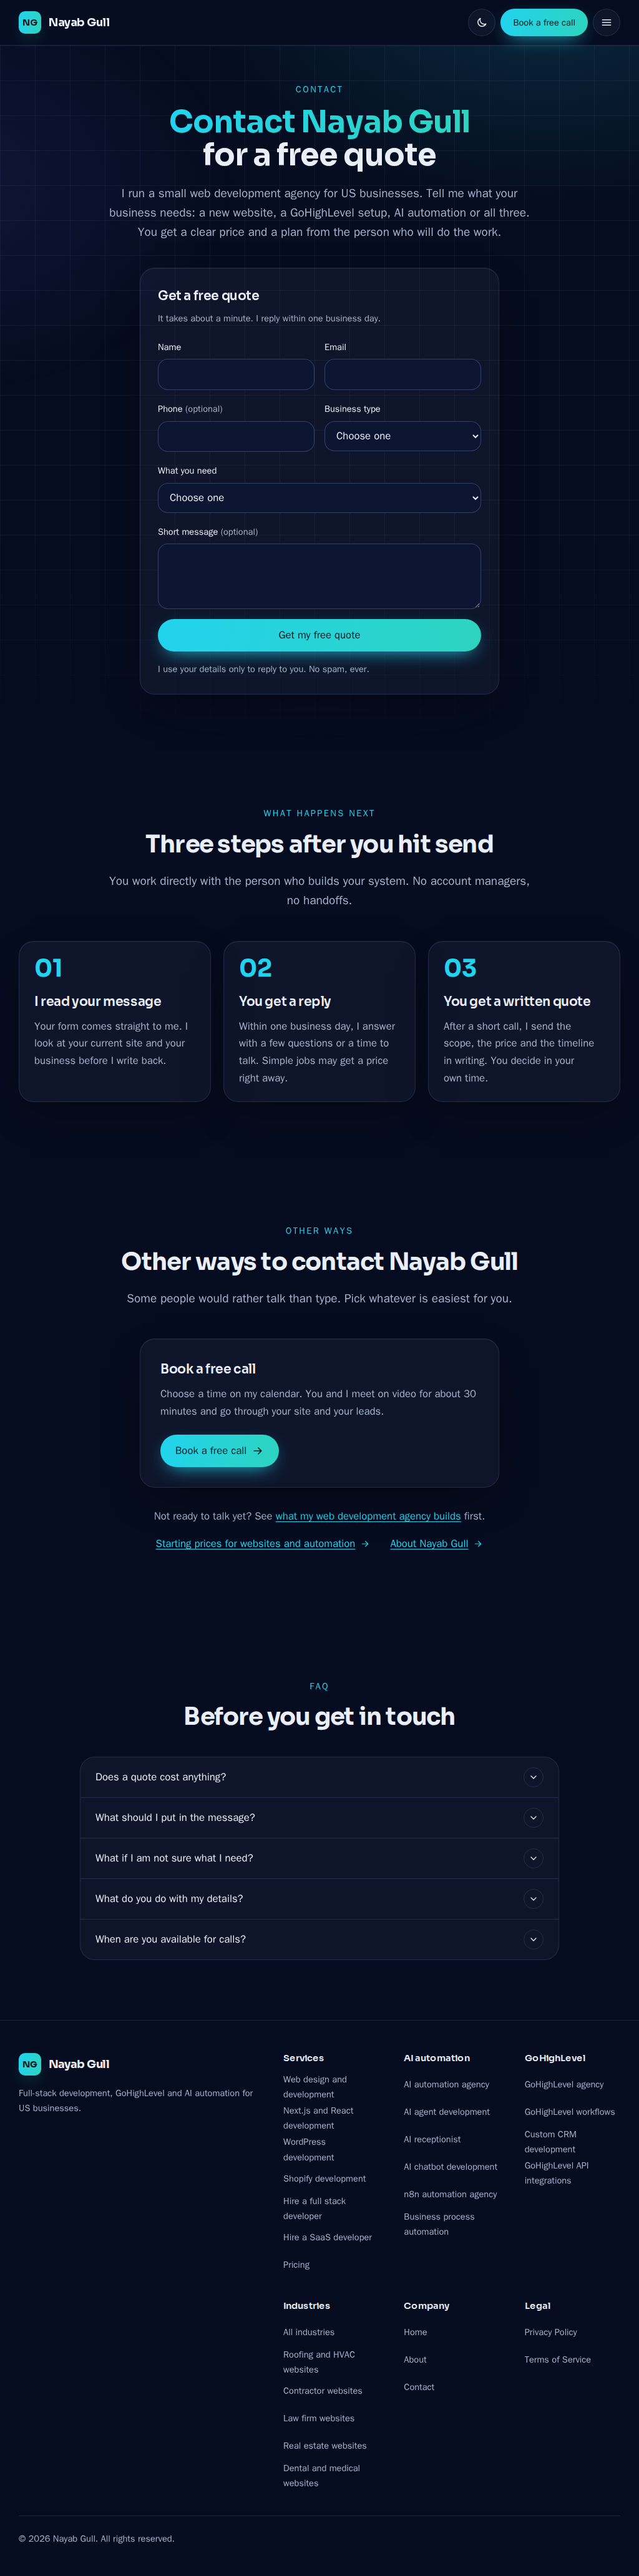 NG Nayab Gull
Book a free call
CONTACT
Contact Nayab Gull
for a free quote
I run a small web development agency for US businesses. Tell me what your
business needs: a new website, a GoHighLevel setup, AI automation or all three.
You get a clear price and a plan from the person who will do the work.
Get a free quote
It takes about a minute. I reply within one business day.
Name
Email
Phone (optional)
Business type
Choose one
What you need
Choose one
Short message (optional)
Get my free quote
I use your details only to reply to you. No spam, ever.
WHAT HAPPENS NEXT
Three steps after you hit send
You work directly with the person who builds your system. No account managers,
no handoffs.
01
I read your message
Your form comes straight to me. I
look at your current site and your
business before I write back.
02
You get a reply
Within one business day, I answer
with a few questions or a time to
talk. Simple jobs may get a price
right away.
03
You get a written quote
After a short call, I send the
scope, the price and the timeline
in writing. You decide in your
own time.
OTHER WAYS
Other ways to contact Nayab Gull
Some people would rather talk than type. Pick whatever is easiest for you.
Book a free call
Choose a time on my calendar. You and I meet on video for about 30
minutes and go through your site and your leads.
Book a free call →
Not ready to talk yet? See what my web development agency builds first.
Starting prices for websites and automation →
About Nayab Gull →
FAQ
Before you get in touch
Does a quote cost anything?
What should I put in the message?
What if I am not sure what I need?
What do you do with my details?
When are you available for calls?
NG Nayab Gull
Full-stack development, GoHighLevel and AI automation for
US businesses.
Services
Web design and
development
Next.js and React
development
WordPress
development
Shopify development
Hire a full stack
developer
Hire a SaaS developer
Pricing
AI automation
AI automation agency
AI agent development
AI receptionist
AI chatbot development
n8n automation agency
Business process
automation
GoHighLevel
GoHighLevel agency
GoHighLevel workflows
Custom CRM
development
GoHighLevel API
integrations
Industries
All industries
Roofing and HVAC
websites
Contractor websites
Law firm websites
Real estate websites
Dental and medical
websites
Company
Home
About
Contact
Legal
Privacy Policy
Terms of Service
© 2026 Nayab Gull. All rights reserved.